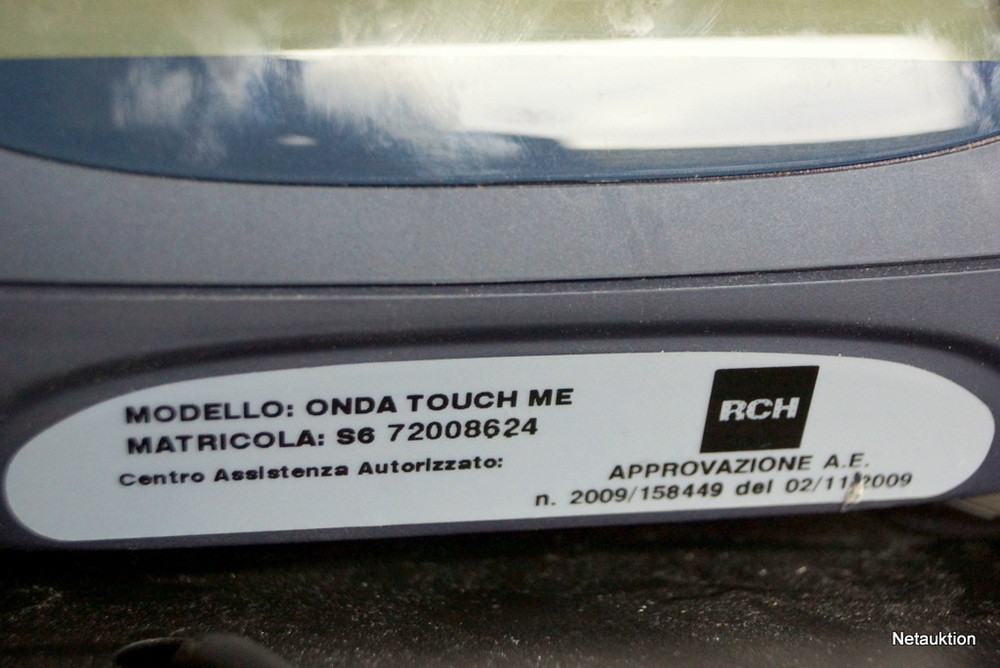 MODELLO: ONDA TOUCH ME
MATRICOLA: S6 72008624
Centro Assistenza Autorizzato:
RCH
APPROVAZIONE A.E.
n. 2009/158449 del 02/11/2009
Netauktion